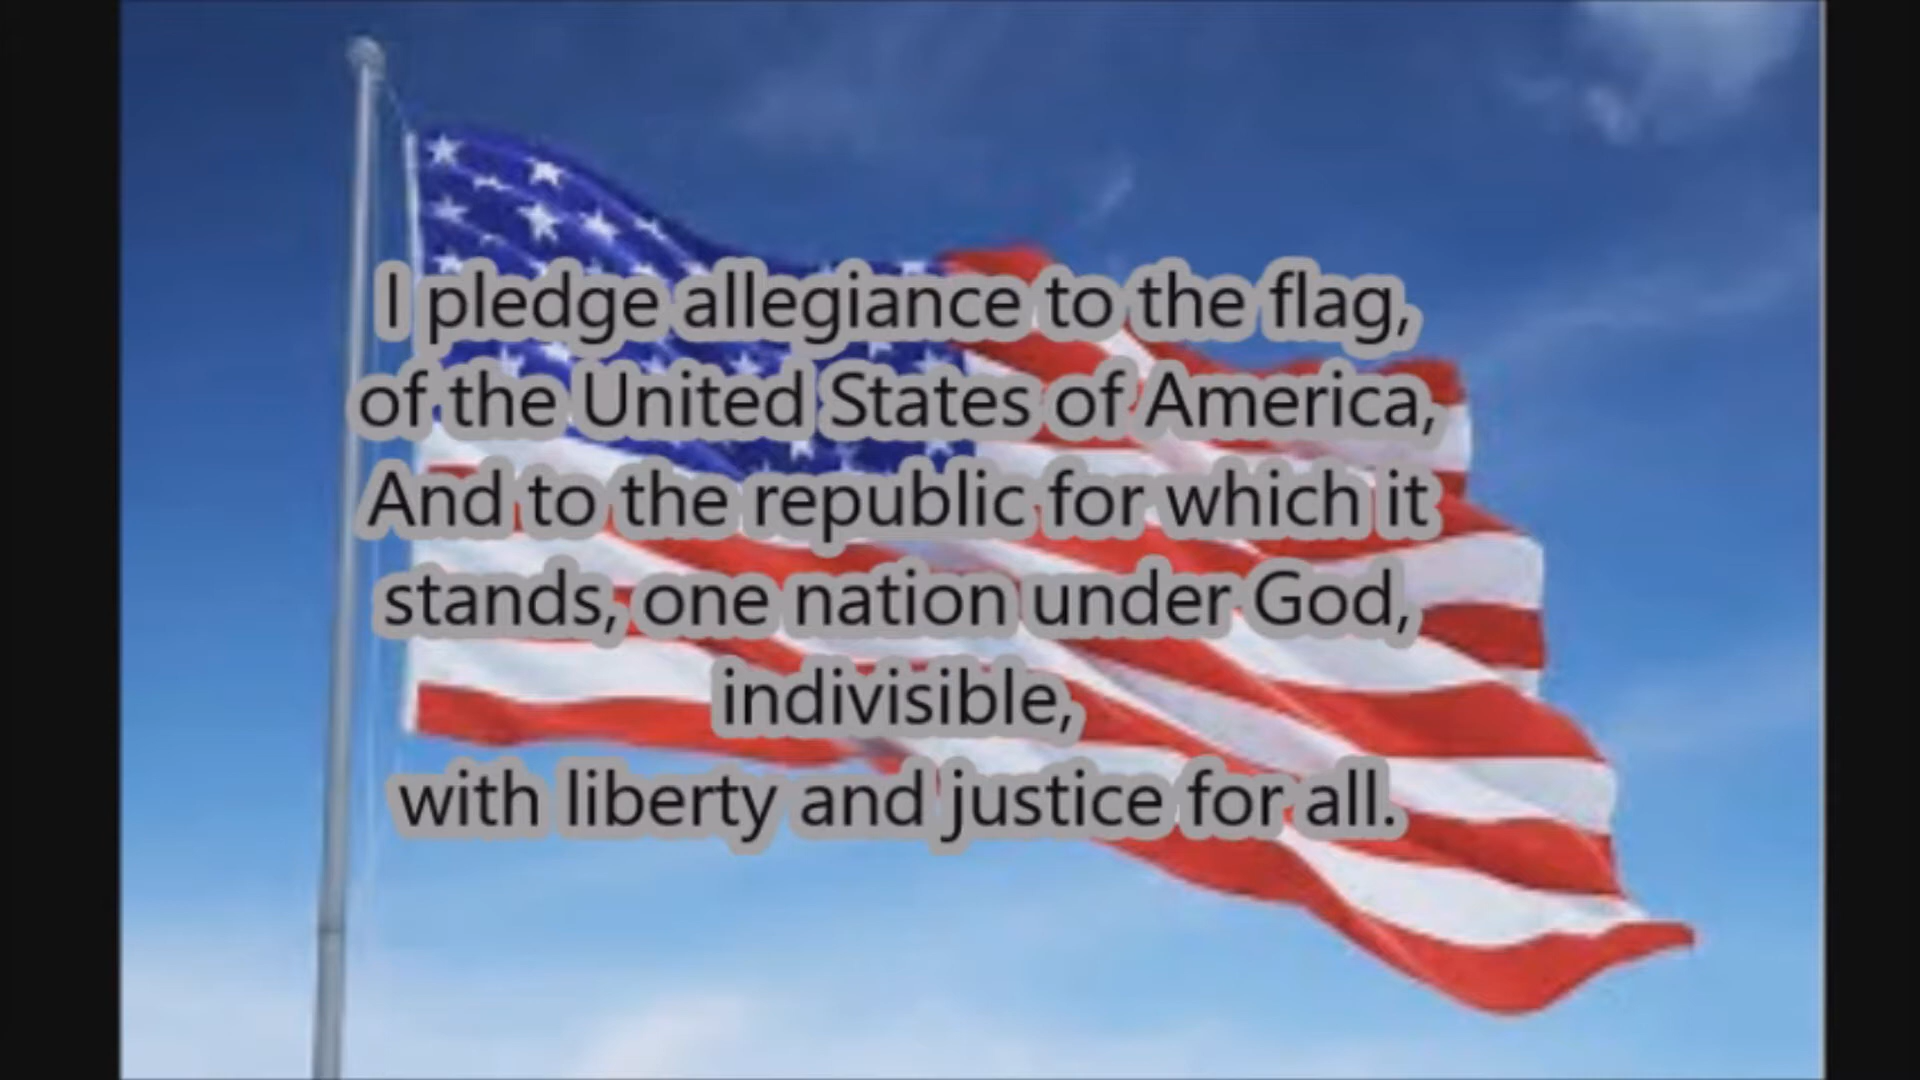 I pledge allegiance to the flag,
of the United States of America,
And to the republic for which it
stands, one nation under God,
indivisible,
with liberty and justice for all.